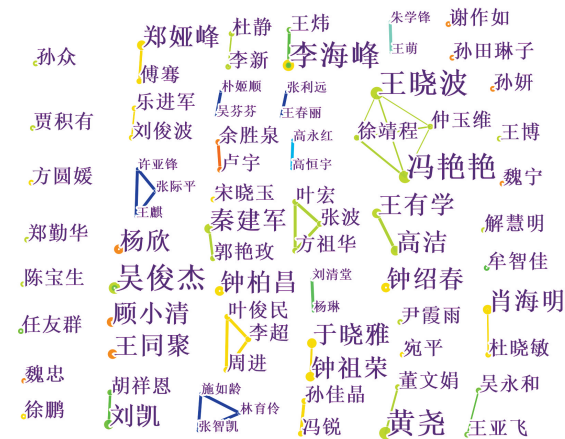 孙众
贾积有
方圆媛
郑勤华
陈宝生
任友群
魏忠
徐鹏
郑娅峰
傅骞
乐进军
刘俊波
许亚锋
张际平
王麒
杨欣
吴俊杰
顾小清
王同聚
胡祥恩
刘凯
杜静
李新
朴姬顺
吴芬芬
余胜泉
卢宇
宋晓玉
秦建军
郭艳玫
钟柏昌
叶俊民
李超
周进
施如龄
林育伶
张智凯
王炜
李海峰
张利远
王春丽
高永红
高恒宇
叶宏
张波
方祖华
刘清堂
杨琳
于晓雅
钟祖荣
孙佳晶
冯锐
朱学锋
王萌
王晓波
徐靖程
仲玉维
冯艳艳
王有学
高洁
钟绍春
尹霞雨
宛平
董文娟
黄尧
谢作如
孙田琳子
孙妍
王博
魏宁
解慧明
牟智佳
肖海明
杜晓敏
吴永和
王亚飞